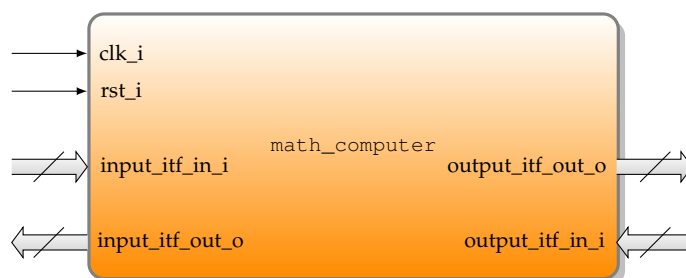 clk_i
rst_i
math_computer
input_itf_in_i
output_itf_out_o
input_itf_out_o
output_itf_in_i